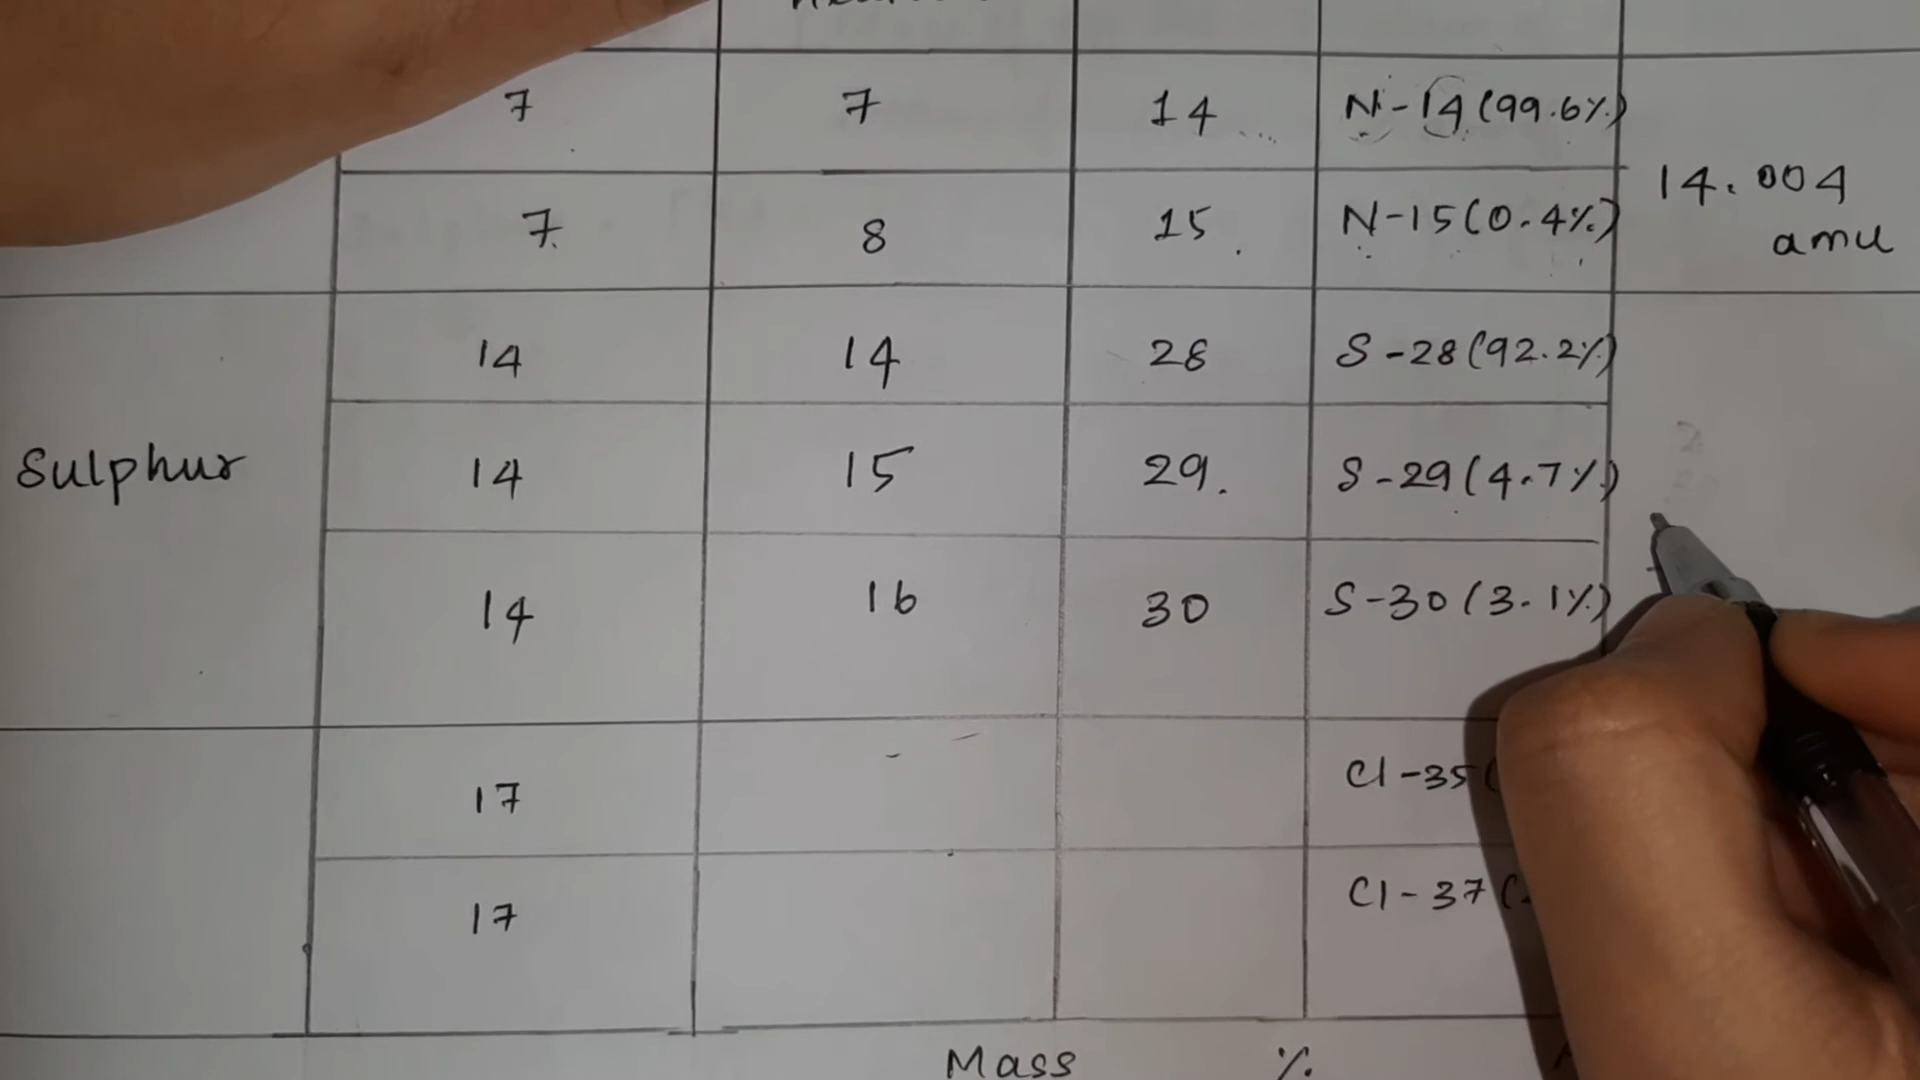 7 7 14 N-14(99.6%)
14.004
7 8 15 N-15(0.4%)
amu
14 14 28 S-28(92.2%)
Sulphur 14 15 29 S-29(4.7%)
14 16 30 S-30(3.1%)
17 Cl-35(
17 Cl-37(
Mass %